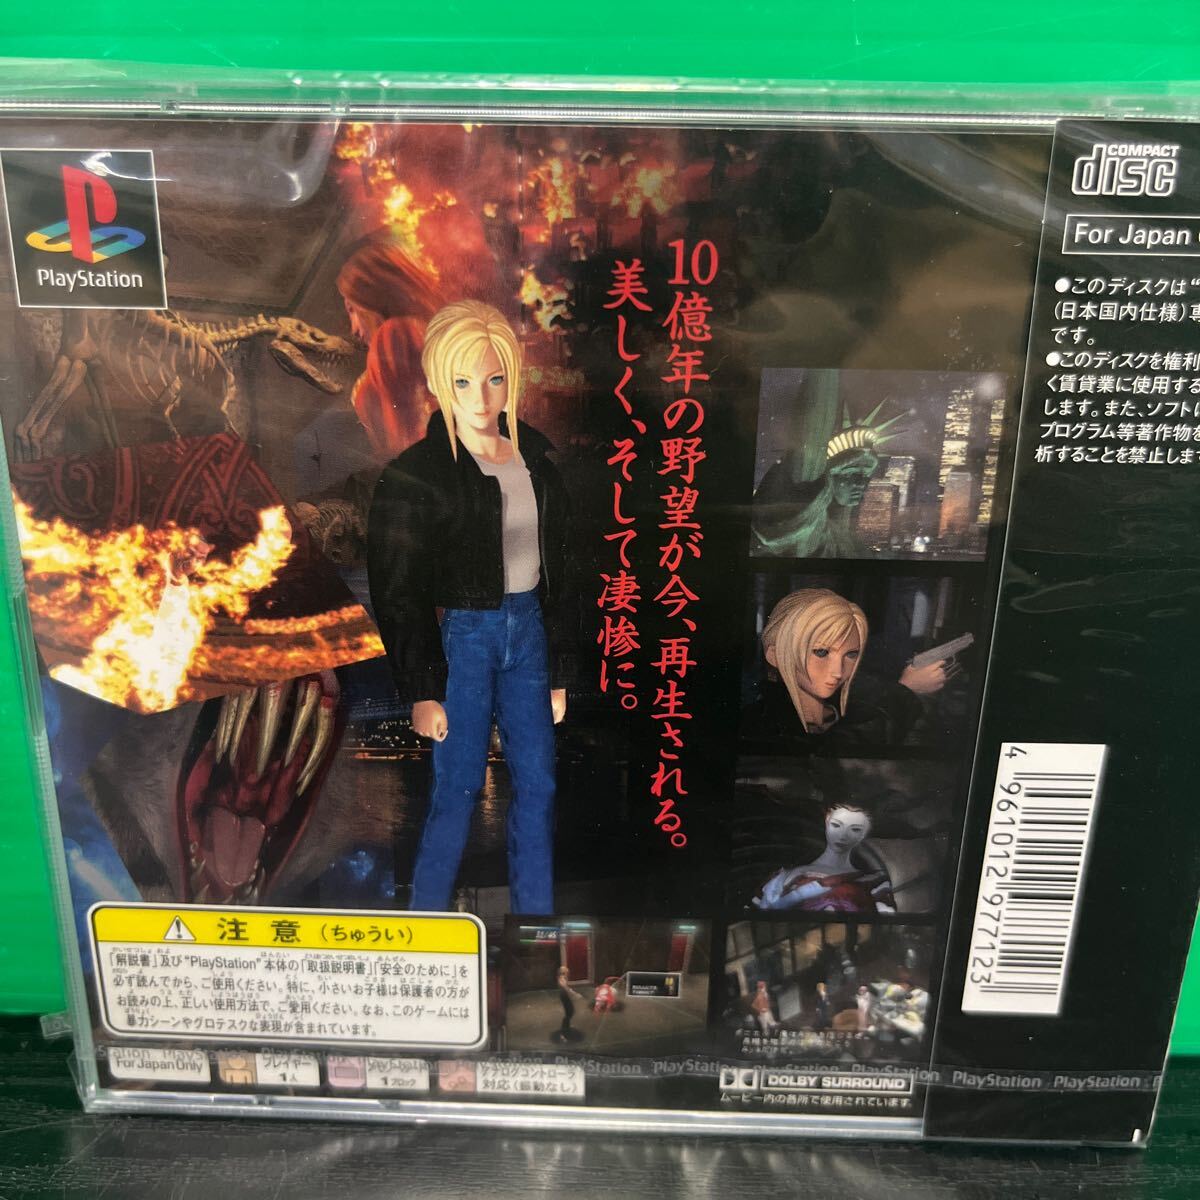 PlayStation
10億年の野望が今、再生される。
美しく、そして凄惨に。
COMPACT
disc
For Japan
●このディスクは“
(日本国内仕様)専
です。
●このディスクを権利
く賃貸業に使用する
します。また、ソフト
プログラム等著作物を
析することを禁止しま
4961012977123
注意(ちゅうい)
「解説書」及び“PlayStation”本体の「取扱説明書」「安全のために」を
必ず読んでから、ご使用ください。特に、小さいお子様は保護者の方が
お読みの上、正しい使用方法で、ご愛用ください。なお、このゲームには
暴力シーンやグロテスクな表現が含まれています。
For Japan Only
プレイヤー
1人
1ブロック
アナログコントローラ
対応(振動なし)
DOLBY SURROUND
ムービー内の各所で使用されています。
PlayStation PlayStation PlayStation